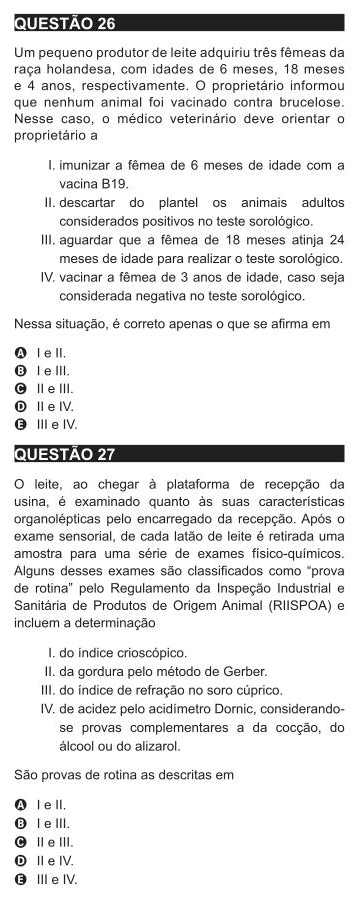 QUESTÃO 26
Um pequeno produtor de leite adquiriu três fêmeas da
raça holandesa, com idades de 6 meses, 18 meses
e 4 anos, respectivamente. O proprietário informou
que nenhum animal foi vacinado contra brucelose.
Nesse caso, o médico veterinário deve orientar o
proprietário a
I. imunizar a fêmea de 6 meses de idade com a
vacina B19.
II. descartar do plantel os animais adultos
considerados positivos no teste sorológico.
III. aguardar que a fêmea de 18 meses atinja 24
meses de idade para realizar o teste sorológico.
IV. vacinar a fêmea de 3 anos de idade, caso seja
considerada negativa no teste sorológico.
Nessa situação, é correto apenas o que se afirma em
A I e II.
B I e III.
C II e III.
D II e IV.
E III e IV.
QUESTÃO 27
O leite, ao chegar à plataforma de recepção da
usina, é examinado quanto às suas características
organolépticas pelo encarregado da recepção. Após o
exame sensorial, de cada latão de leite é retirada uma
amostra para uma série de exames físico-químicos.
Alguns desses exames são classificados como “prova
de rotina” pelo Regulamento da Inspeção Industrial e
Sanitária de Produtos de Origem Animal (RIISPOA) e
incluem a determinação
I. do índice crioscópico.
II. da gordura pelo método de Gerber.
III. do índice de refração no soro cúprico.
IV. de acidez pelo acidímetro Dornic, considerando-
se provas complementares a da cocção, do
álcool ou do alizarol.
São provas de rotina as descritas em
A I e II.
B I e III.
C II e III.
D II e IV.
E III e IV.